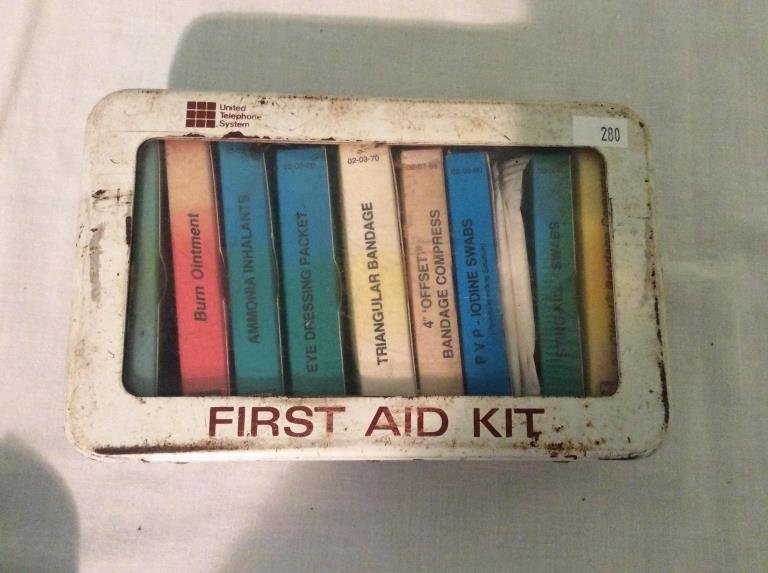 United
Telephone
System
280
Burn Ointment
AMMONIA INHALANTS
EYE DRESSING PACKET
02-03-70
TRIANGULAR BANDAGE
4" 'OFFSET'
BANDAGE COMPRESS
P V P - IODINE SWABS
SWABS
FIRST AID KIT